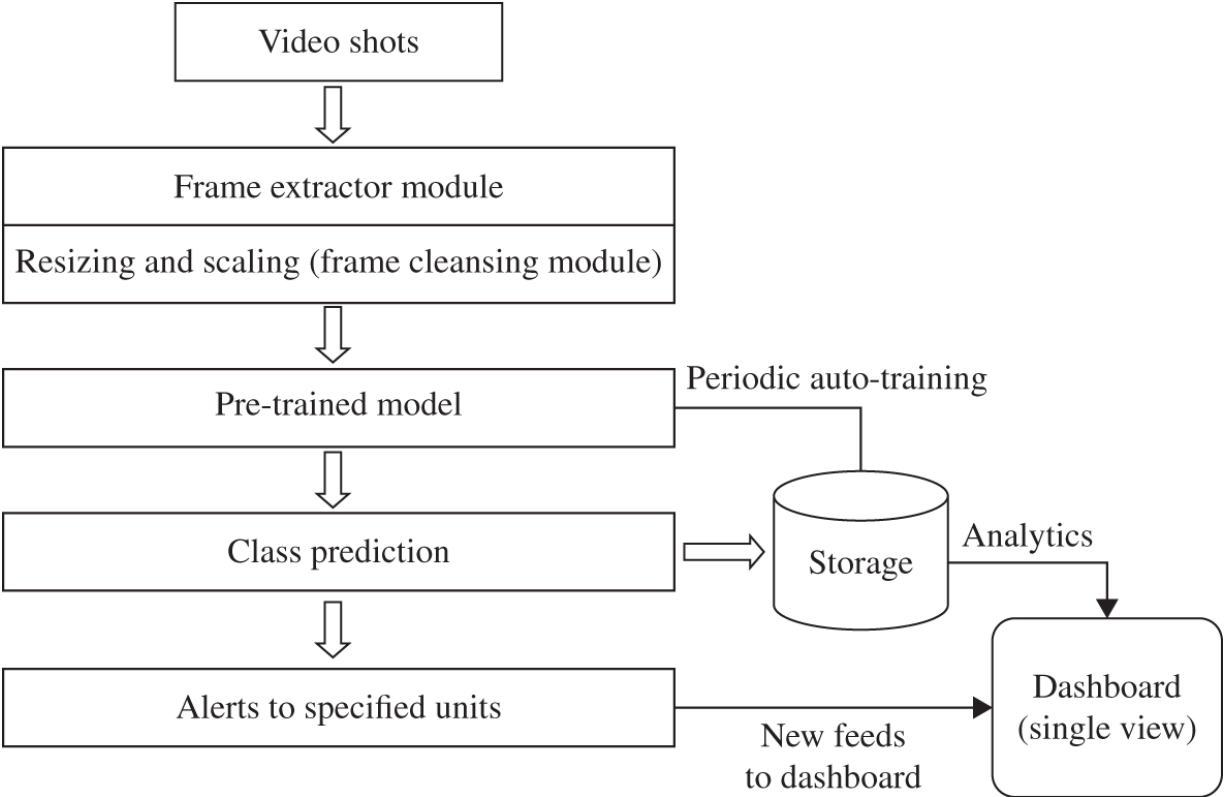 Video shots
Frame extractor module
Resizing and scaling (frame cleansing module)
Pre-trained model
Periodic auto-training
Class prediction
Storage
Analytics
Alerts to specified units
New feeds
to dashboard
Dashboard
(single view)